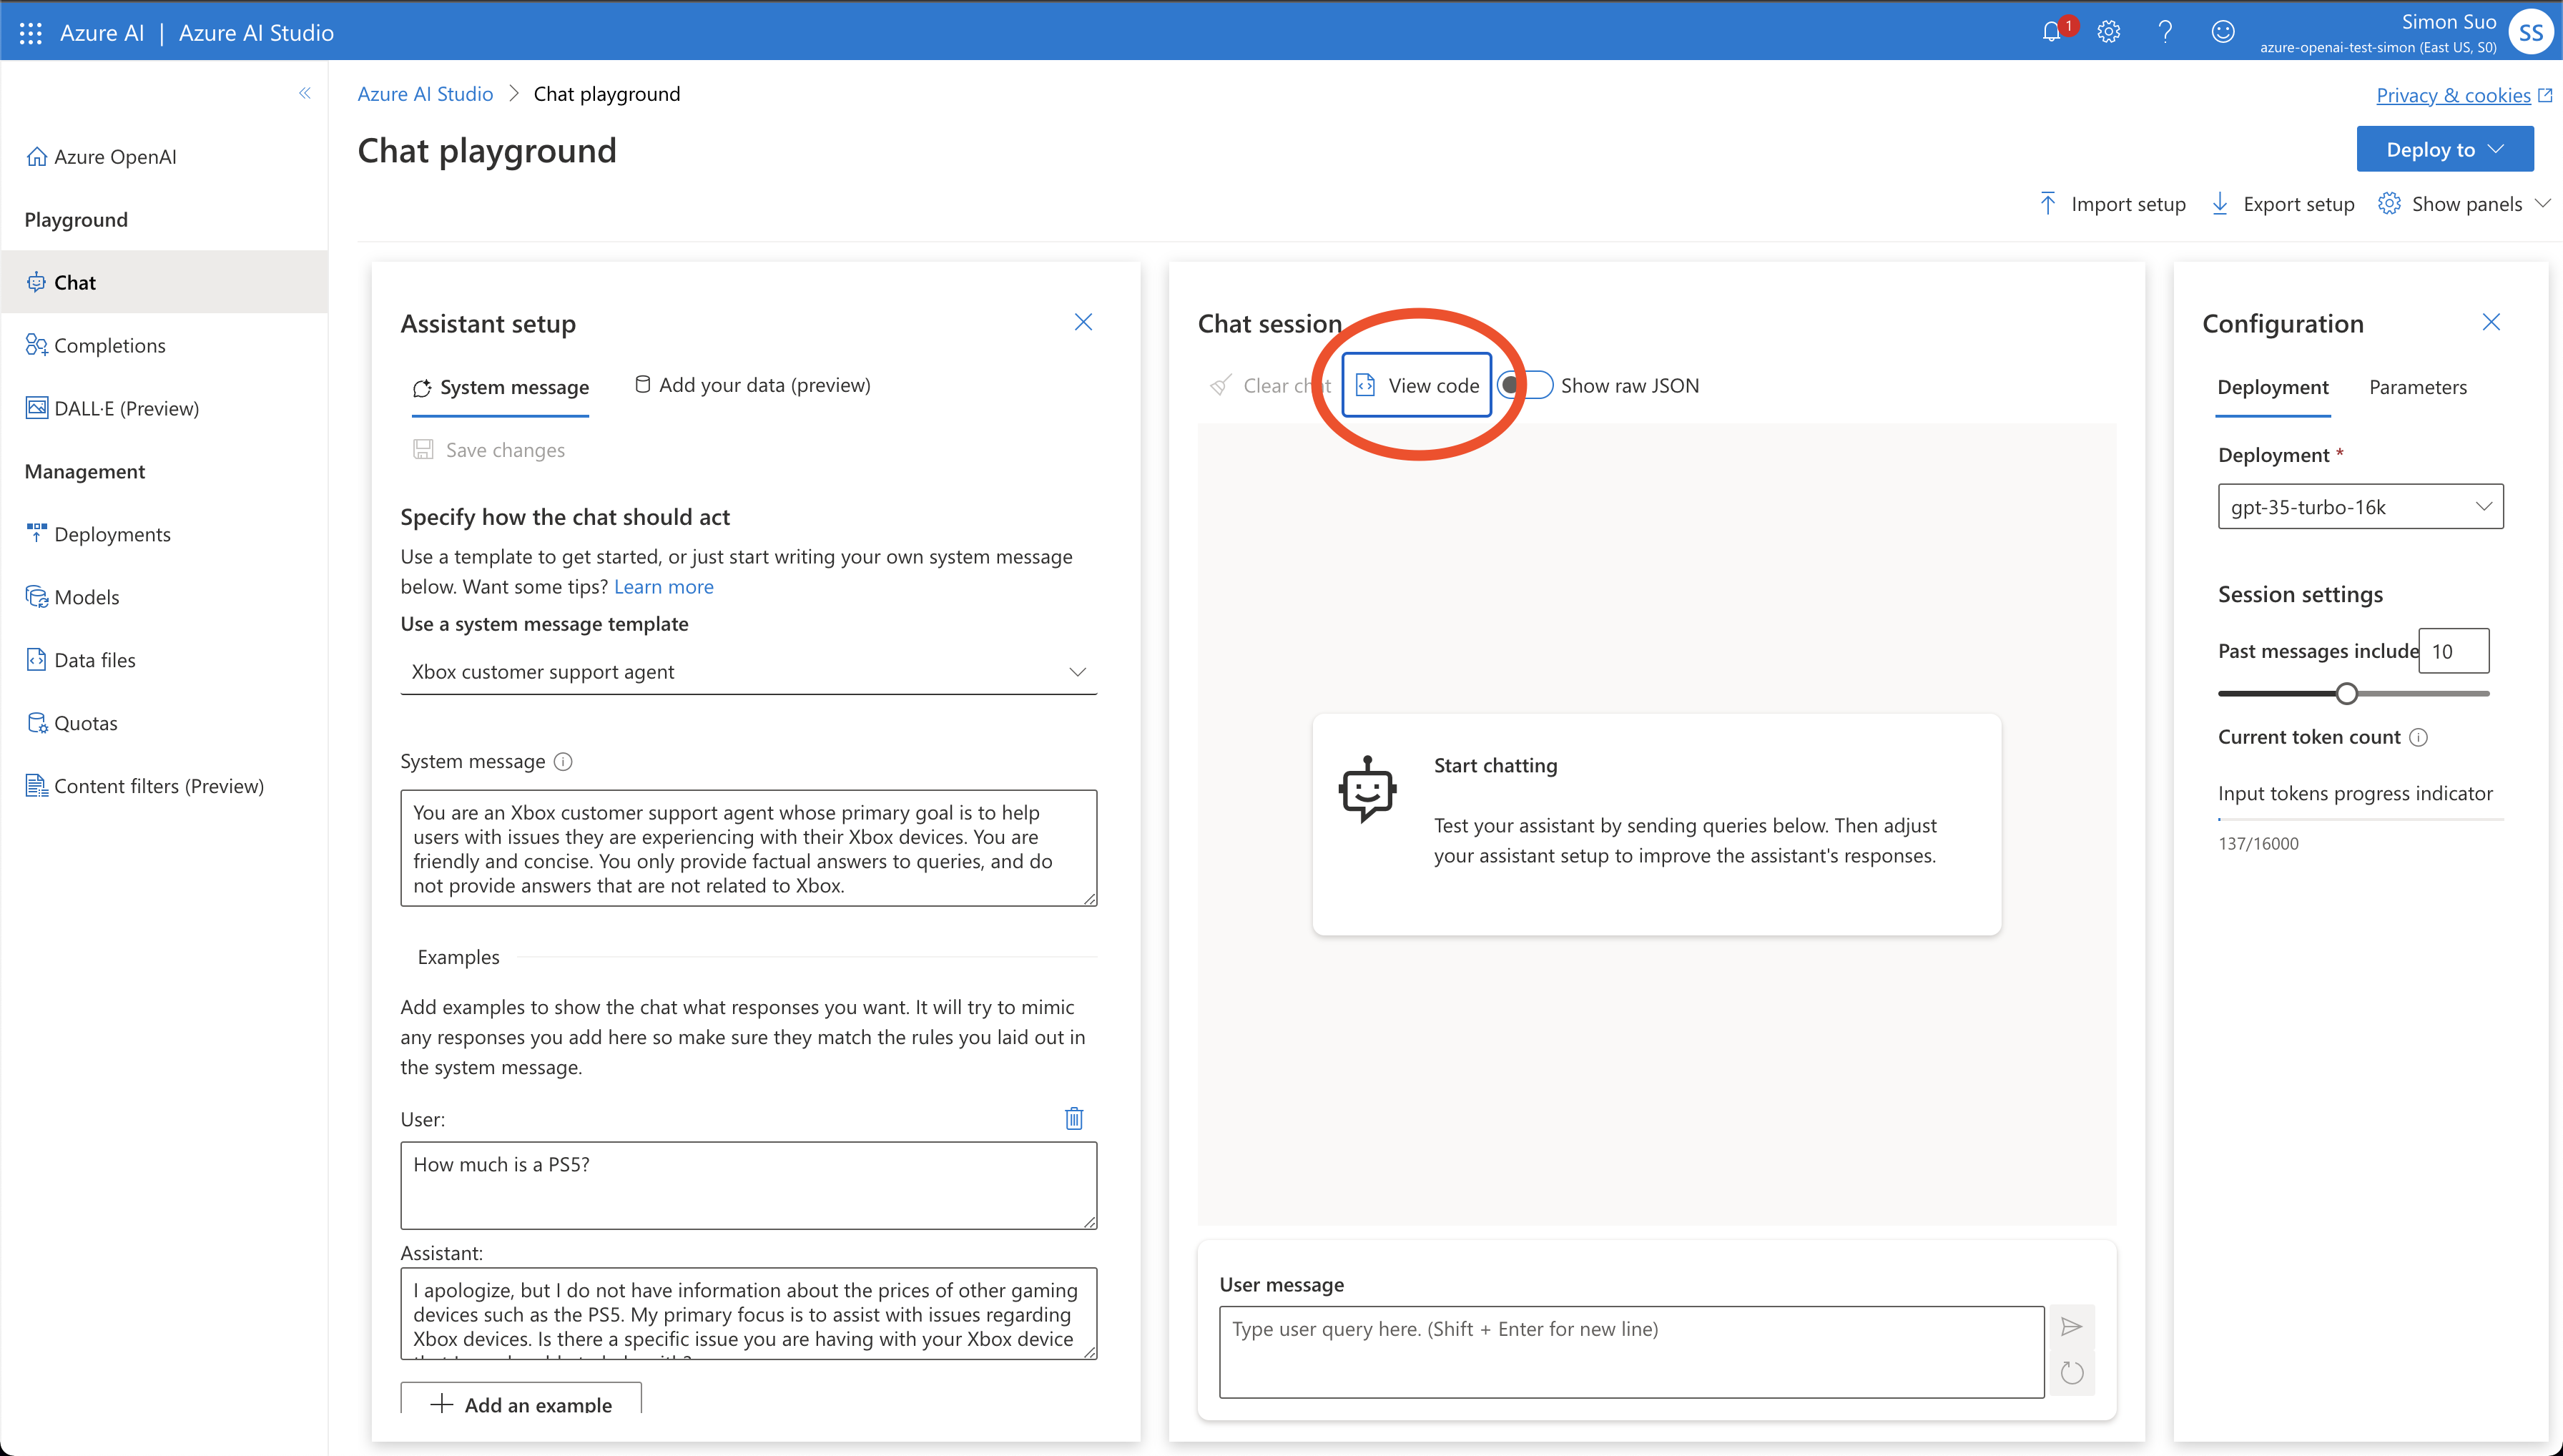 Azure AI | Azure AI Studio
1
Simon Suo
azure-openai-test-simon (East US, S0)
SS
Azure AI Studio > Chat playground
Privacy & cookies
Chat playground
Deploy to
Import setup
Export setup
Show panels
Azure OpenAI
Playground
Chat
Completions
DALL·E (Preview)
Management
Deployments
Models
Data files
Quotas
Content filters (Preview)
Assistant setup
System message
Add your data (preview)
Save changes
Specify how the chat should act
Use a template to get started, or just start writing your own system message
below. Want some tips? Learn more
Use a system message template
Xbox customer support agent
System message
You are an Xbox customer support agent whose primary goal is to help
users with issues they are experiencing with their Xbox devices. You are
friendly and concise. You only provide factual answers to queries, and do
not provide answers that are not related to Xbox.
Examples
Add examples to show the chat what responses you want. It will try to mimic
any responses you add here so make sure they match the rules you laid out in
the system message.
User:
How much is a PS5?
Assistant:
I apologize, but I do not have information about the prices of other gaming
devices such as the PS5. My primary focus is to assist with issues regarding
Xbox devices. Is there a specific issue you are having with your Xbox device
Add an example
Chat session
Clear chat
View code
Show raw JSON
Start chatting
Test your assistant by sending queries below. Then adjust
your assistant setup to improve the assistant's responses.
User message
Type user query here. (Shift + Enter for new line)
Configuration
Deployment
Parameters
Deployment *
gpt-35-turbo-16k
Session settings
Past messages include
10
Current token count
Input tokens progress indicator
137/16000